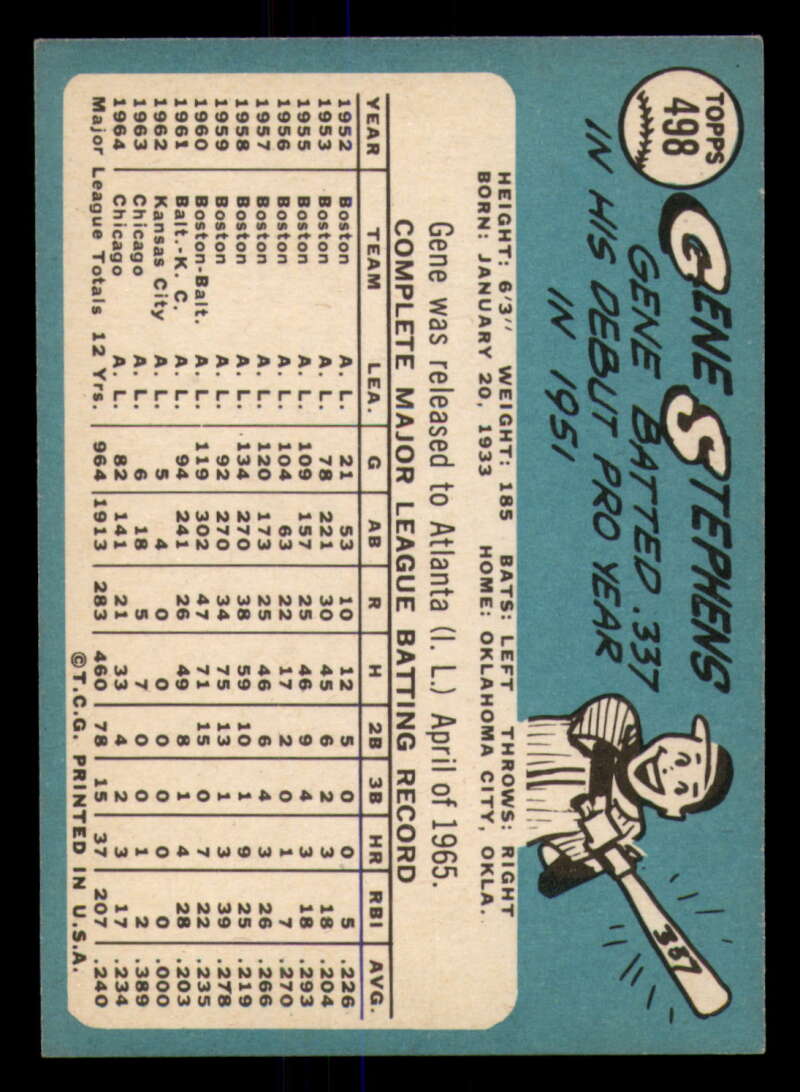 TOPPS
498
GENE STEPHENS
GENE BATTED .337
IN HIS DEBUT PRO YEAR
IN 1951
337
HEIGHT: 6'3" WEIGHT: 185 BATS: LEFT THROWS: RIGHT
BORN: JANUARY 20, 1933 HOME: OKLAHOMA CITY, OKLA.
Gene was released to Atlanta (I. L.) April of 1965.
COMPLETE MAJOR LEAGUE BATTING RECORD
YEAR TEAM LEA. G AB R H 2B 3B HR RBI AVG.
1952 Boston A. L. 21 53 10 12 5 0 0 5 .226
1953 Boston A. L. 78 221 30 45 6 2 3 18 .204
1955 Boston A. L. 109 157 25 46 9 4 3 18 .293
1956 Boston A. L. 104 63 22 17 2 0 1 7 .270
1957 Boston A. L. 120 173 25 46 6 4 3 26 .266
1958 Boston A. L. 134 270 38 59 10 1 9 25 .219
1959 Boston A. L. 92 270 34 75 13 1 3 39 .278
1960 Boston-Balt. A. L. 119 302 47 71 15 0 7 22 .235
1961 Balt.-K. C. A. L. 94 241 26 49 8 1 4 28 .203
1962 Kansas City A. L. 5 4 0 0 0 0 0 0 .000
1963 Chicago A. L. 6 18 5 7 0 0 1 2 .389
1964 Chicago A. L. 82 141 21 33 4 2 3 17 .234
Major League Totals 12 Yrs. 964 1913 283 460 78 15 37 207 .240
©T.C.G. PRINTED IN U.S.A.